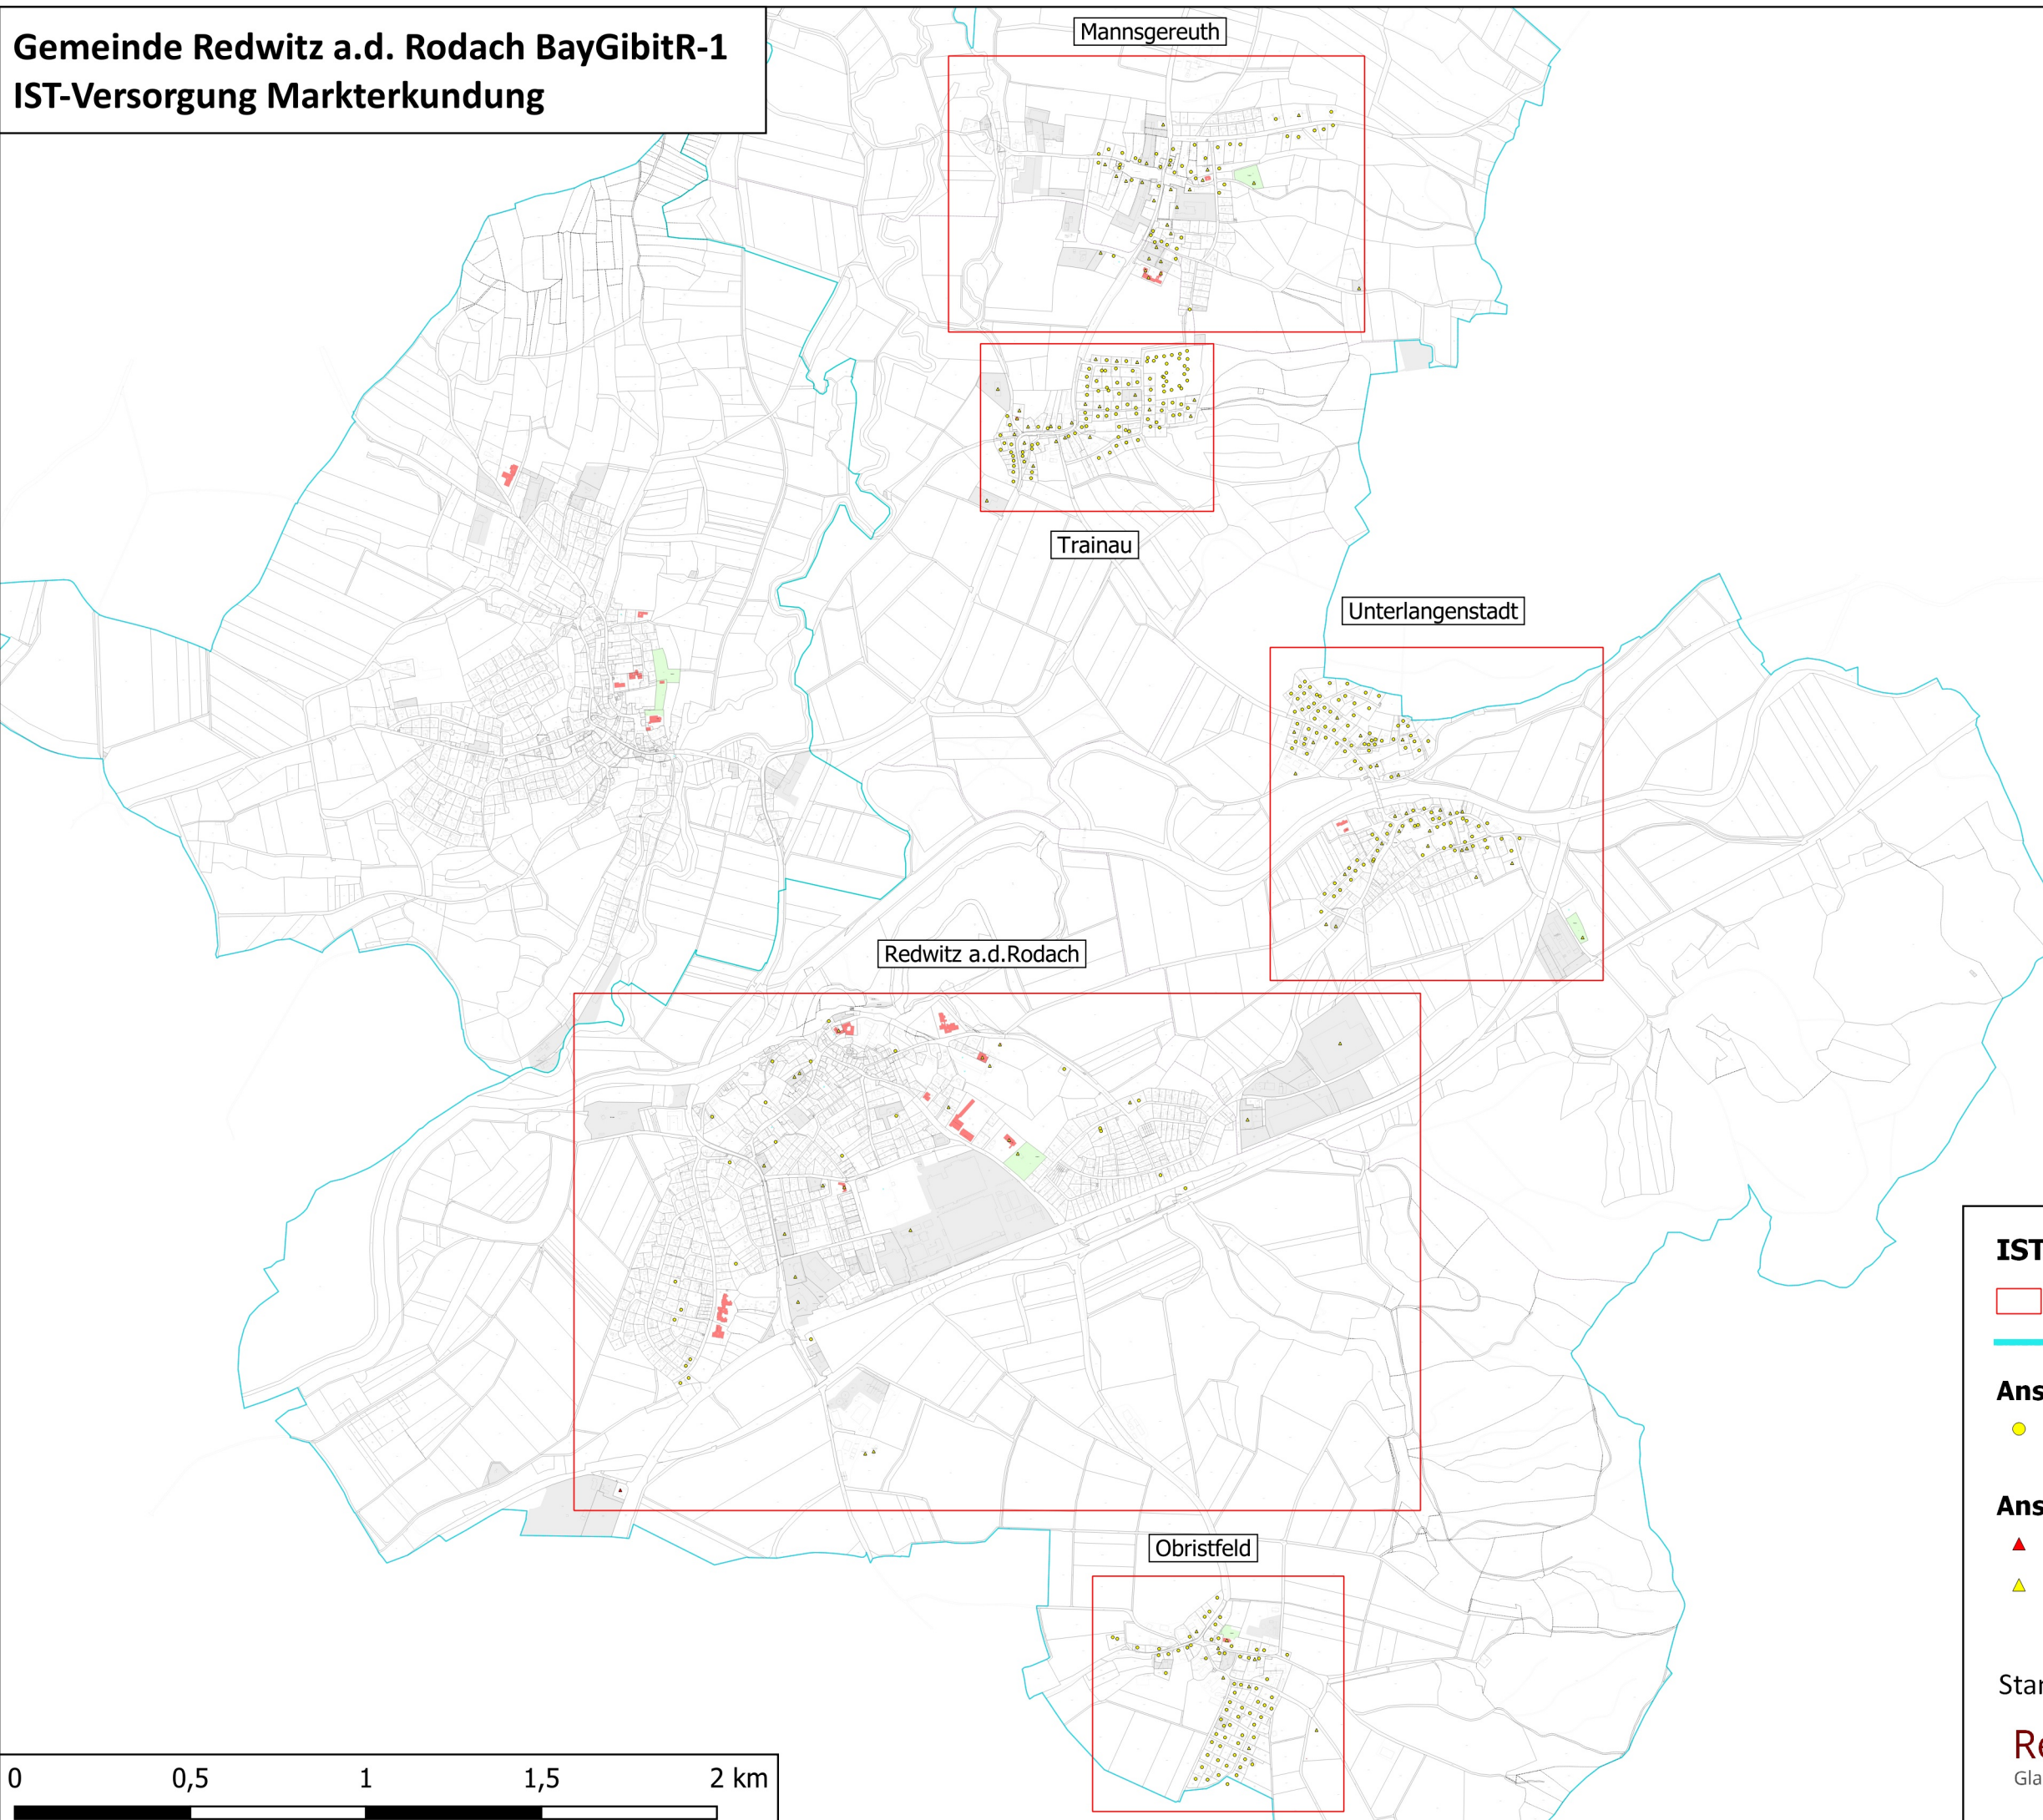 Gemeinde Redwitz a.d. Rodach BayGibitR-1
IST-Versorgung Markterkundung
Mannsgereuth
Trainau
Unterlangenstadt
Redwitz a.d.Rodach
Obristfeld
IST
Ans
Ans
Star
Re
Gla
0 0,5 1 1,5 2 km